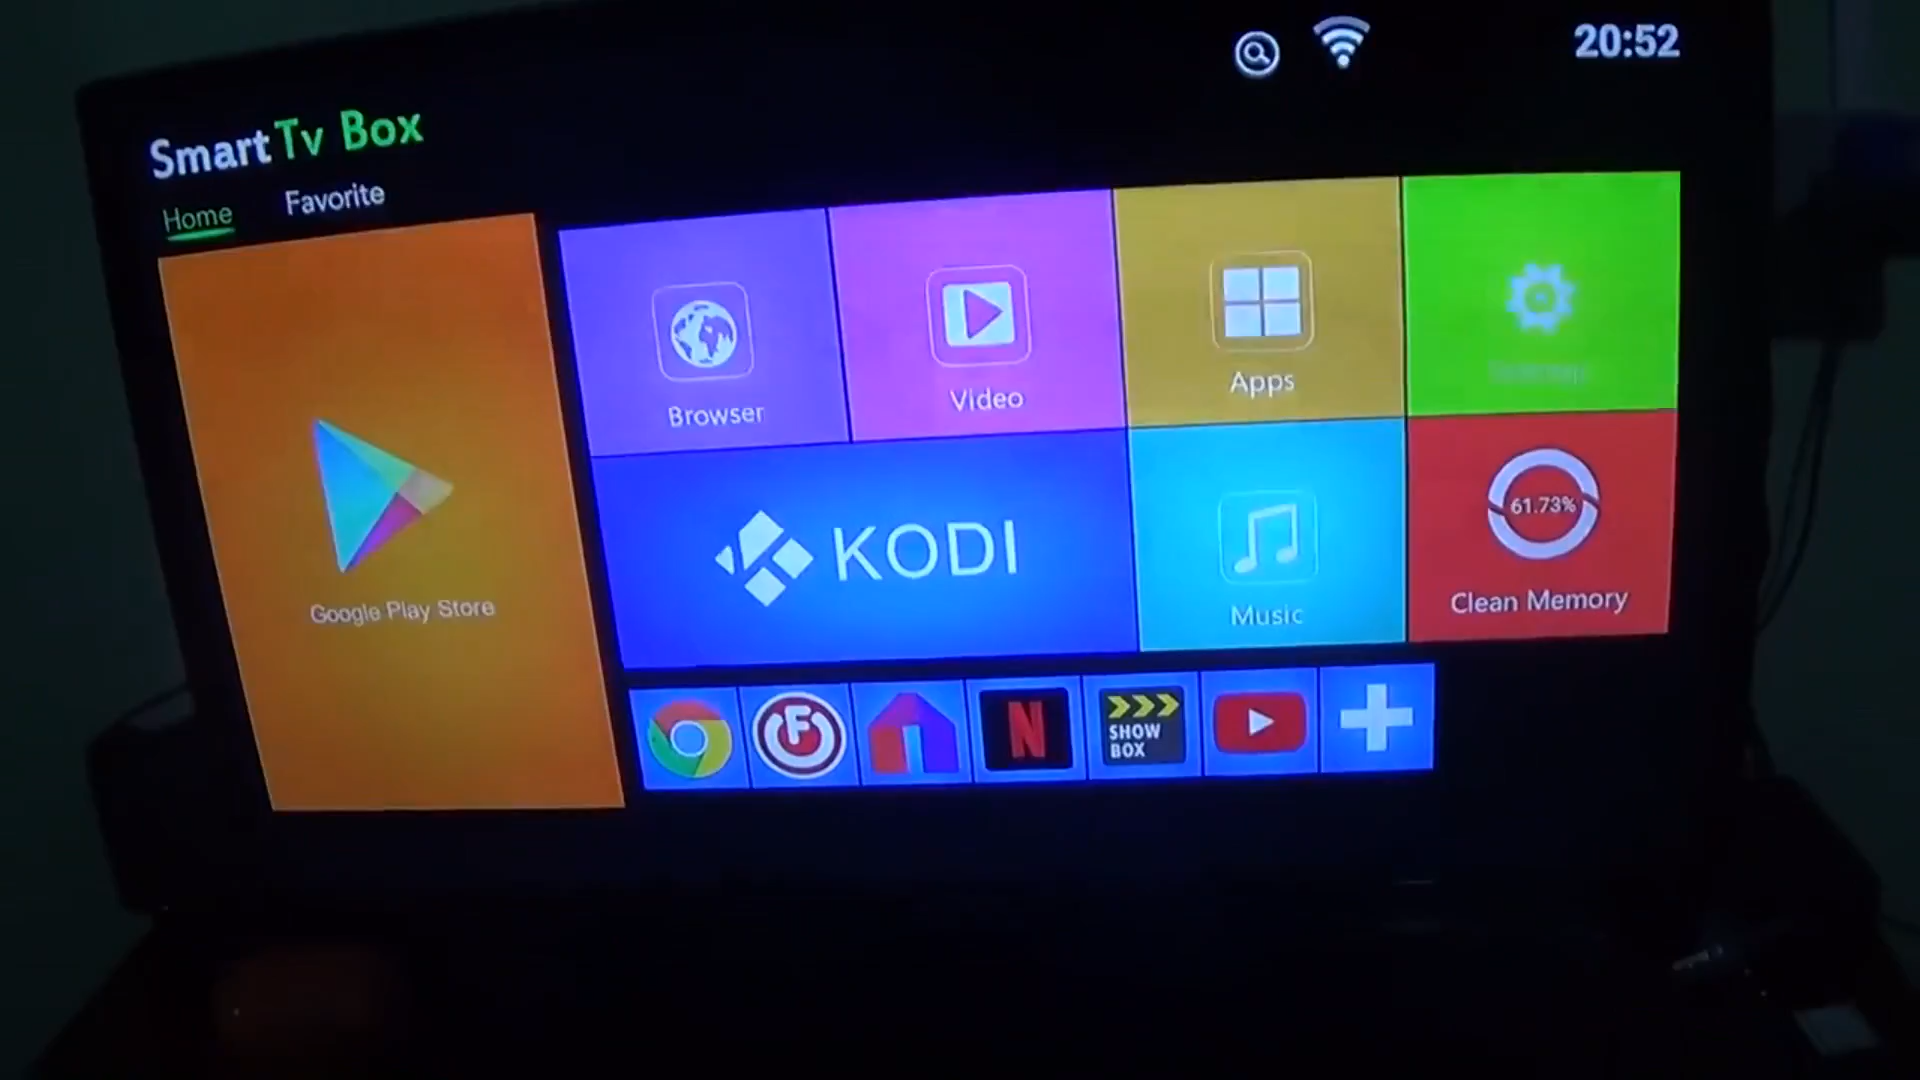 20:52
Smart Tv Box
Home
Favorite
Browser
Video
Apps
Google Play Store
KODI
Music
61.73%
Clean Memory
F
N
SHOW
BOX